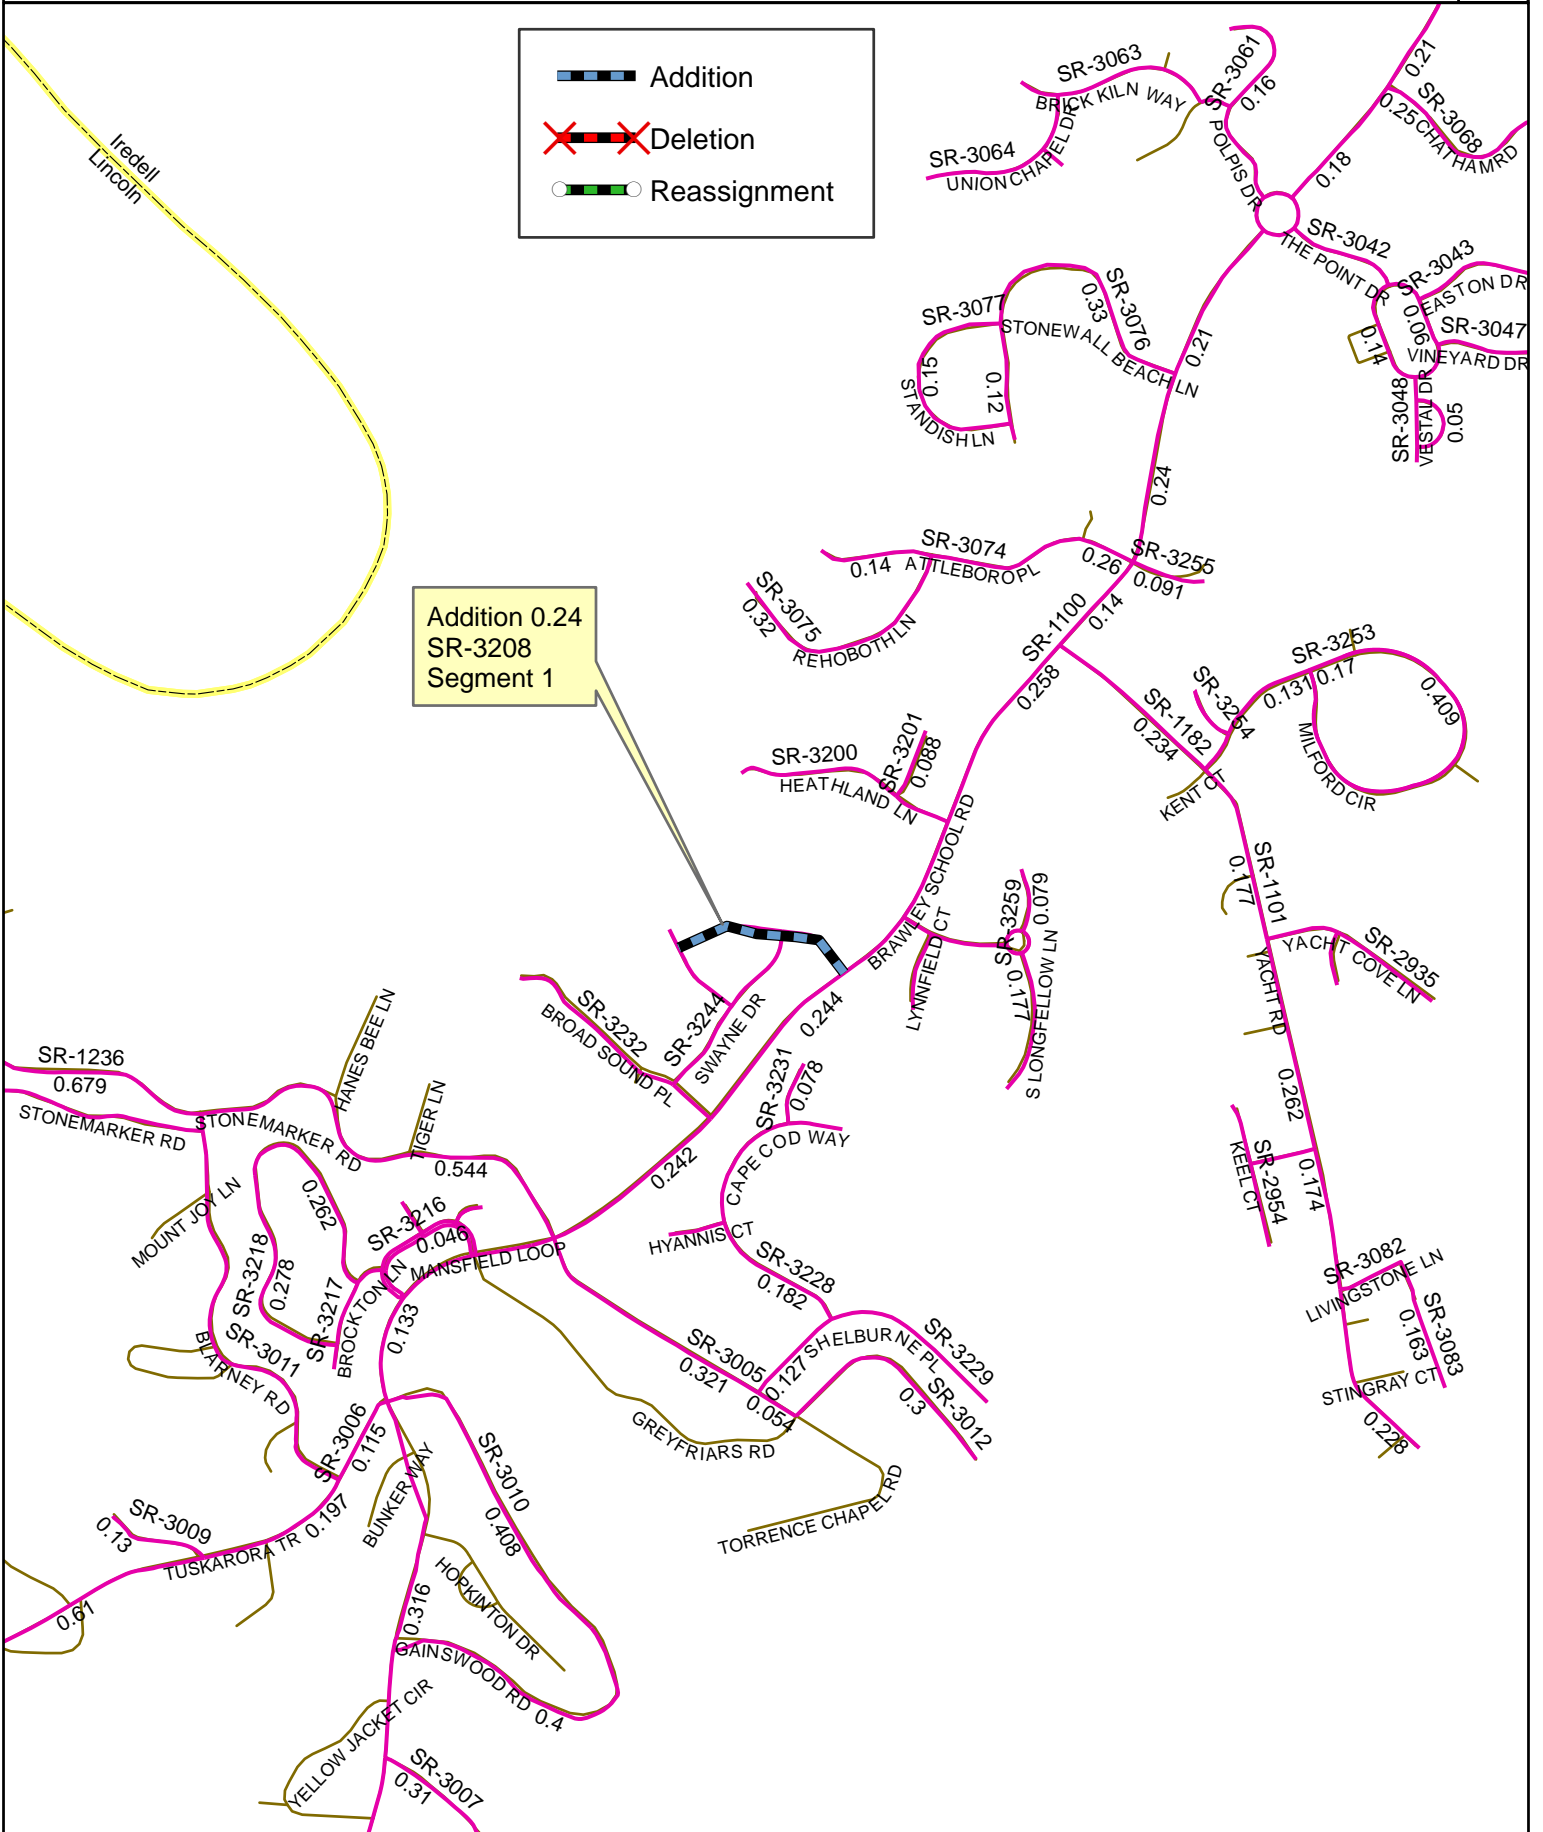 Addition
Deletion
Reassignment
Iredell
Lincoln
SR-3063
BRICK KILN WAY
SR-3061
0.16
SR-3064
UNION CHAPEL DR
POLPIS DR
0.21
0.25
SR-3068
CHATHAM RD
0.18
SR-3042
THE POINT DR
SR-3043
EASTON DR
0.06
SR-3047
VINEYARD DR
0.14
SR-3048
VESTAL DR
0.05
SR-3077
STONEWALL BEACH LN
0.33
SR-3076
0.15
STANDISH LN
0.12
0.21
0.24
SR-3074
0.14
ATTLEBORO PL
0.26
SR-3255
0.091
SR-3075
0.32
REHOBOTH LN
SR-1100
0.14
0.258
Addition 0.24
SR-3208
Segment 1
SR-3253
0.131
0.17
0.409
MILFORD CIR
SR-3254
SR-1182
0.234
KENT CT
SR-3200
HEATHLAND LN
SR-3201
0.088
BRAWLEY SCHOOL RD
LYNNFIELD CT
SR-3259
0.079
0.177
S LONGFELLOW LN
SR-1101
0.177
YACHT RD
YACHT COVE LN
SR-2935
0.262
SR-3232
BROAD SOUND PL
SR-3244
SWAYNE DR
0.244
SR-3231
0.078
CAPE COD WAY
HYANNIS CT
SR-1236
0.679
STONEMARKER RD
STONEMARKER RD
HANES BEE LN
TIGER LN
0.544
0.242
MOUNT JOY LN
SR-3218
0.278
0.262
SR-3217
BROCKTON LN
SR-3216
0.046
MANSFIELD LOOP
0.133
SR-3228
0.182
SHELBURNE PL
SR-3229
SR-3005
0.321
0.127
0.054
0.3
SR-3012
KEEL CT
SR-2954
0.174
SR-3082
LIVINGSTONE LN
0.163
SR-3083
STINGRAY CT
0.228
SR-3011
BLARNEY RD
SR-3006
0.115
BUNKER WAY
SR-3010
0.408
GREYFRIARS RD
TORRENCE CHAPEL RD
SR-3009
0.13
TUSKARORA TR
0.197
0.61
0.316
HOPKINTON DR
GAINSWOOD RD
0.4
YELLOW JACKET CIR
SR-3007
0.31